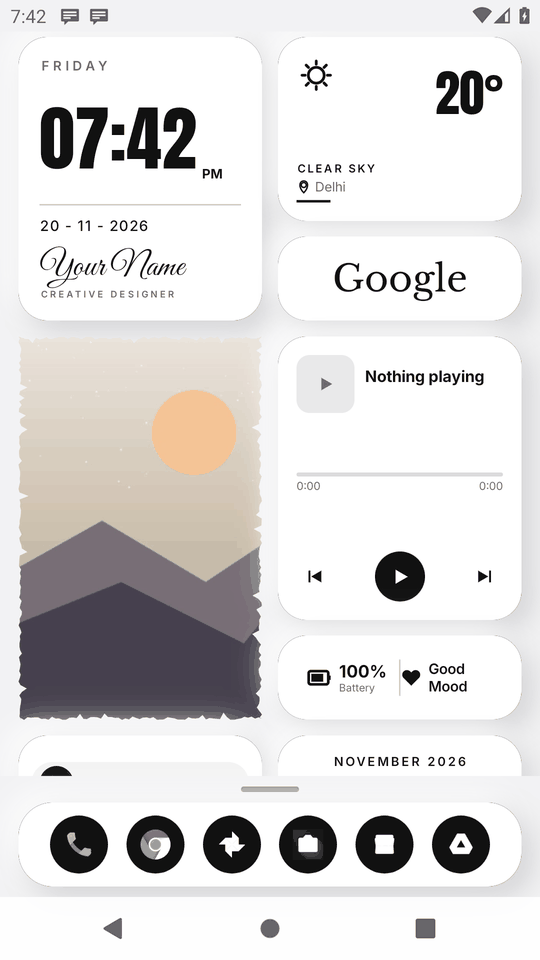 7:42
FRIDAY
07:42 PM
20 - 11 - 2026
Your Name
CREATIVE DESIGNER
20°
CLEAR SKY
Delhi
Google
Nothing playing
0:00 0:00
100%
Battery
Good
Mood
NOVEMBER 2026